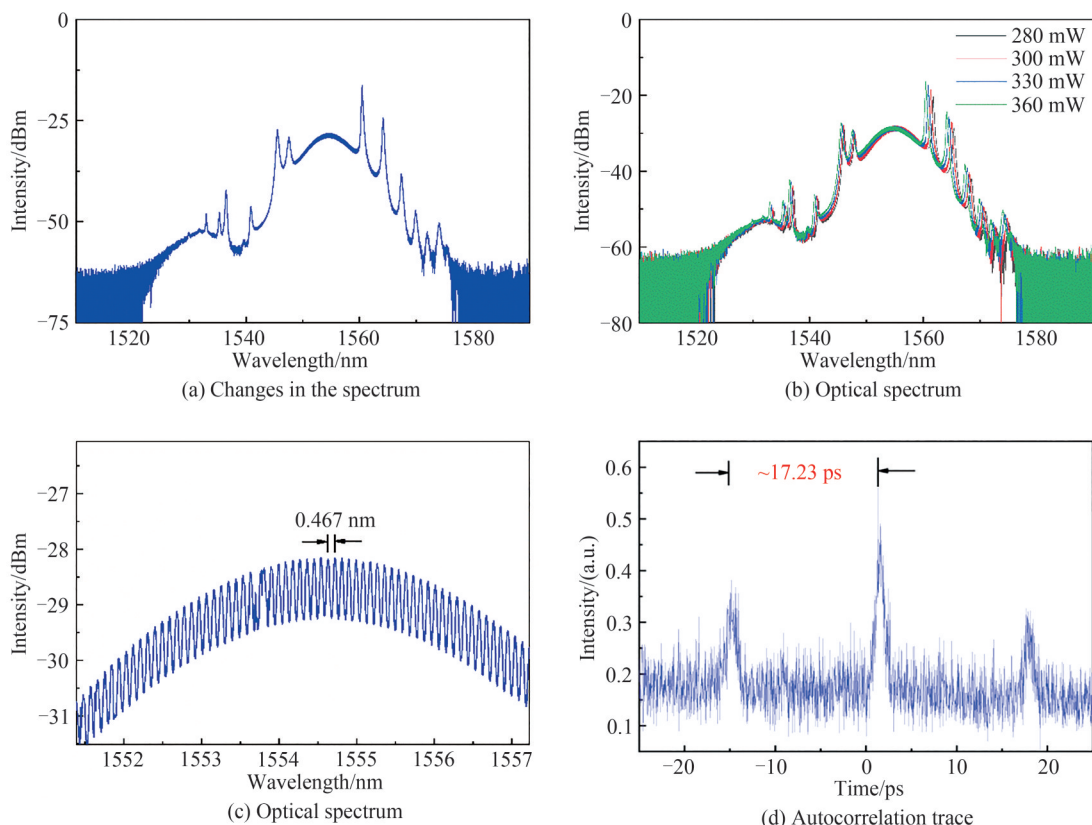 0
−25
−50
−75
Intensity/dBm
1520
1540
1560
1580
Wavelength/nm
(a) Changes in the spectrum
0
−20
−40
−60
−80
Intensity/dBm
280 mW
300 mW
330 mW
360 mW
1520
1540
1560
1580
Wavelength/nm
(b) Optical spectrum
−27
−28
−29
−30
−31
Intensity/dBm
0.467 nm
1552
1553
1554
1555
1556
1557
Wavelength/nm
(c) Optical spectrum
0.6
0.5
0.4
0.3
0.2
0.1
Intensity/(a.u.)
~17.23 ps
−20
−10
0
10
20
Time/ps
(d) Autocorrelation trace